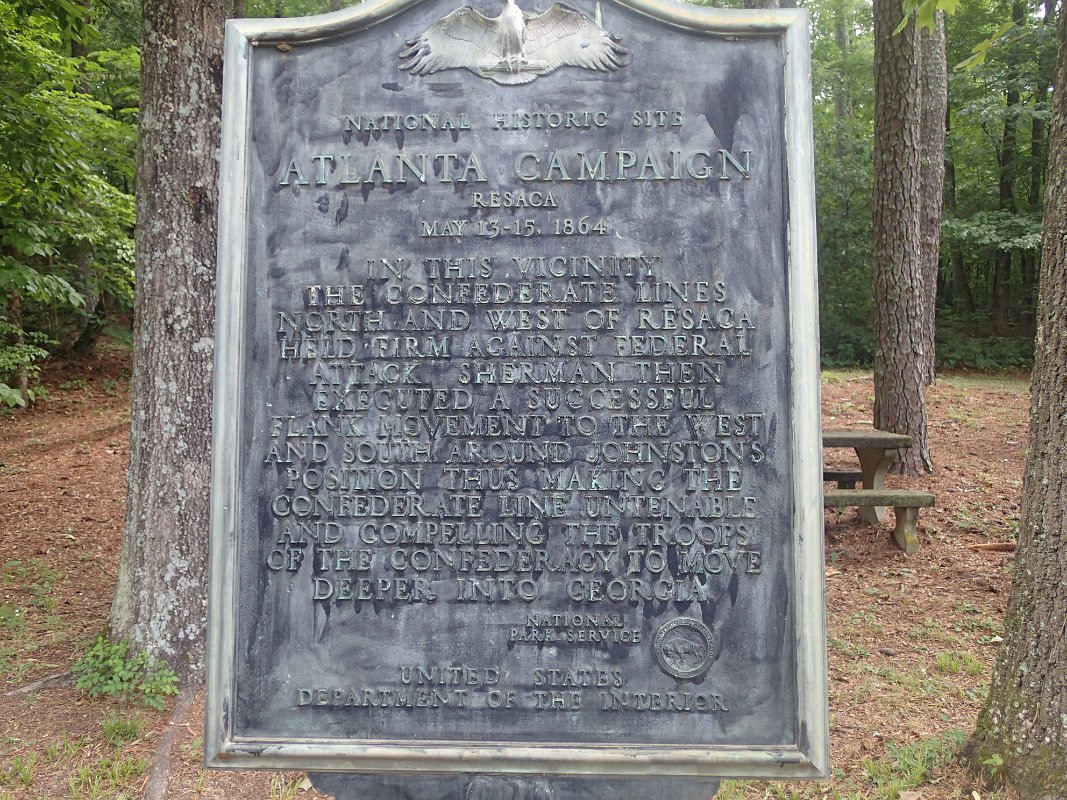 NATIONAL HISTORIC SITE
ATLANTA CAMPAIGN
RESACA
MAY 13-15, 1864
IN THIS VICINITY
THE CONFEDERATE LINES
NORTH AND WEST OF RESACA
HELD FIRM AGAINST FEDERAL
ATTACK SHERMAN THEN
EXECUTED A SUCCESSFUL
FLANK MOVEMENT TO THE WEST
AND SOUTH AROUND JOHNSTON'S
POSITION THUS MAKING THE
CONFEDERATE LINE UNTENABLE
AND COMPELLING THE TROOPS
OF THE CONFEDERACY TO MOVE
DEEPER INTO GEORGIA.
NATIONAL
PARK SERVICE
UNITED STATES
DEPARTMENT OF THE INTERIOR